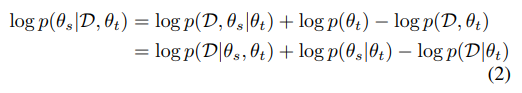 log p(θₛ|𝒟, θₜ) = log p(𝒟, θₛ|θₜ) + log p(θₜ) − log p(𝒟, θₜ)
= log p(𝒟|θₛ, θₜ) + log p(θₛ|θₜ) − log p(𝒟|θₜ)
(2)